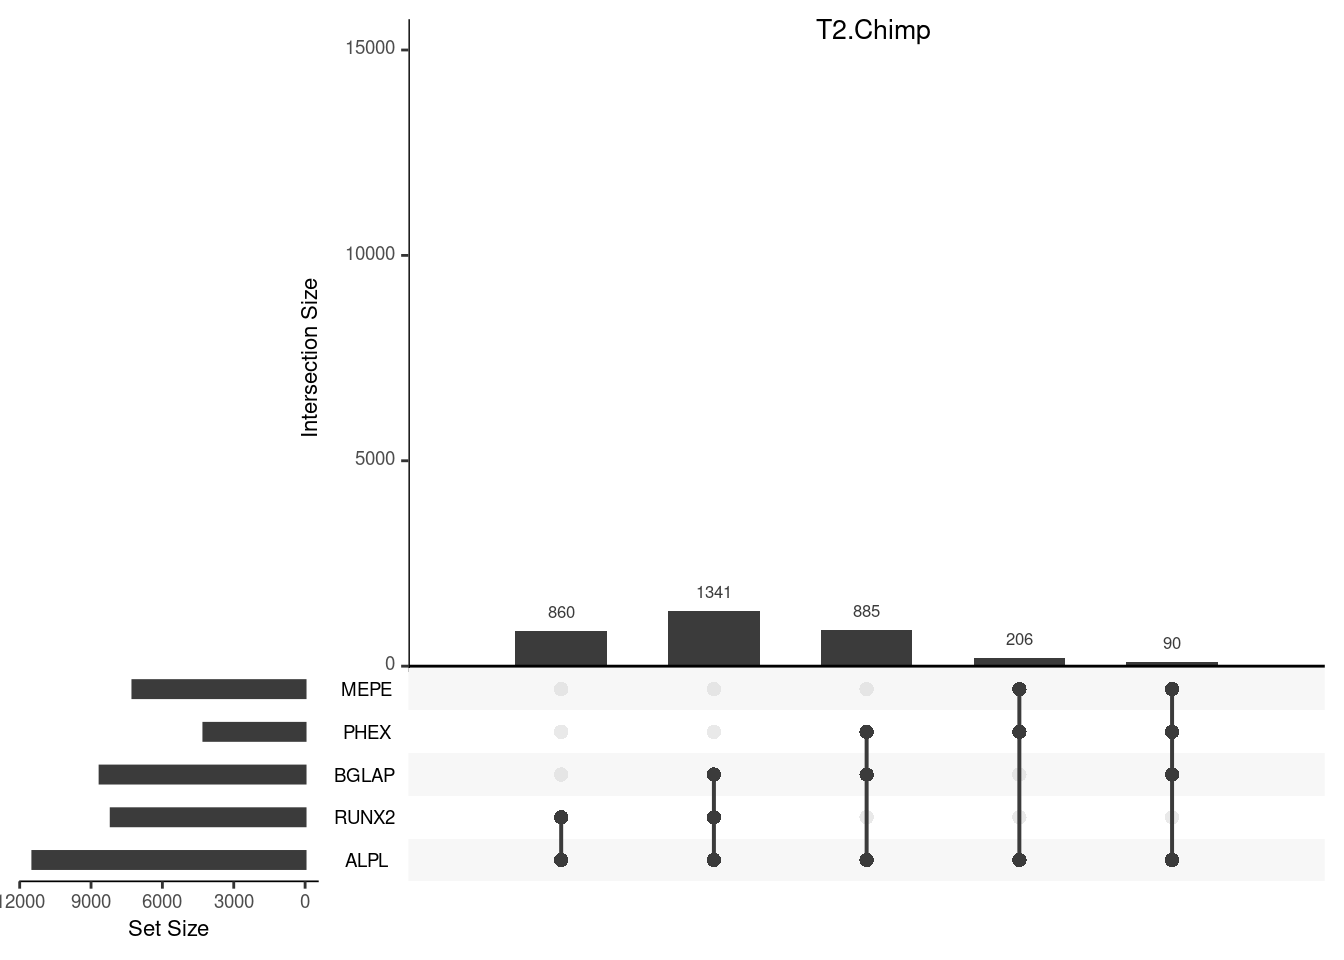 T2.Chimp
15000
10000
5000
0
Intersection Size
860
1341
885
206
90
MEPE
PHEX
BGLAP
RUNX2
ALPL
12000 9000 6000 3000 0
Set Size